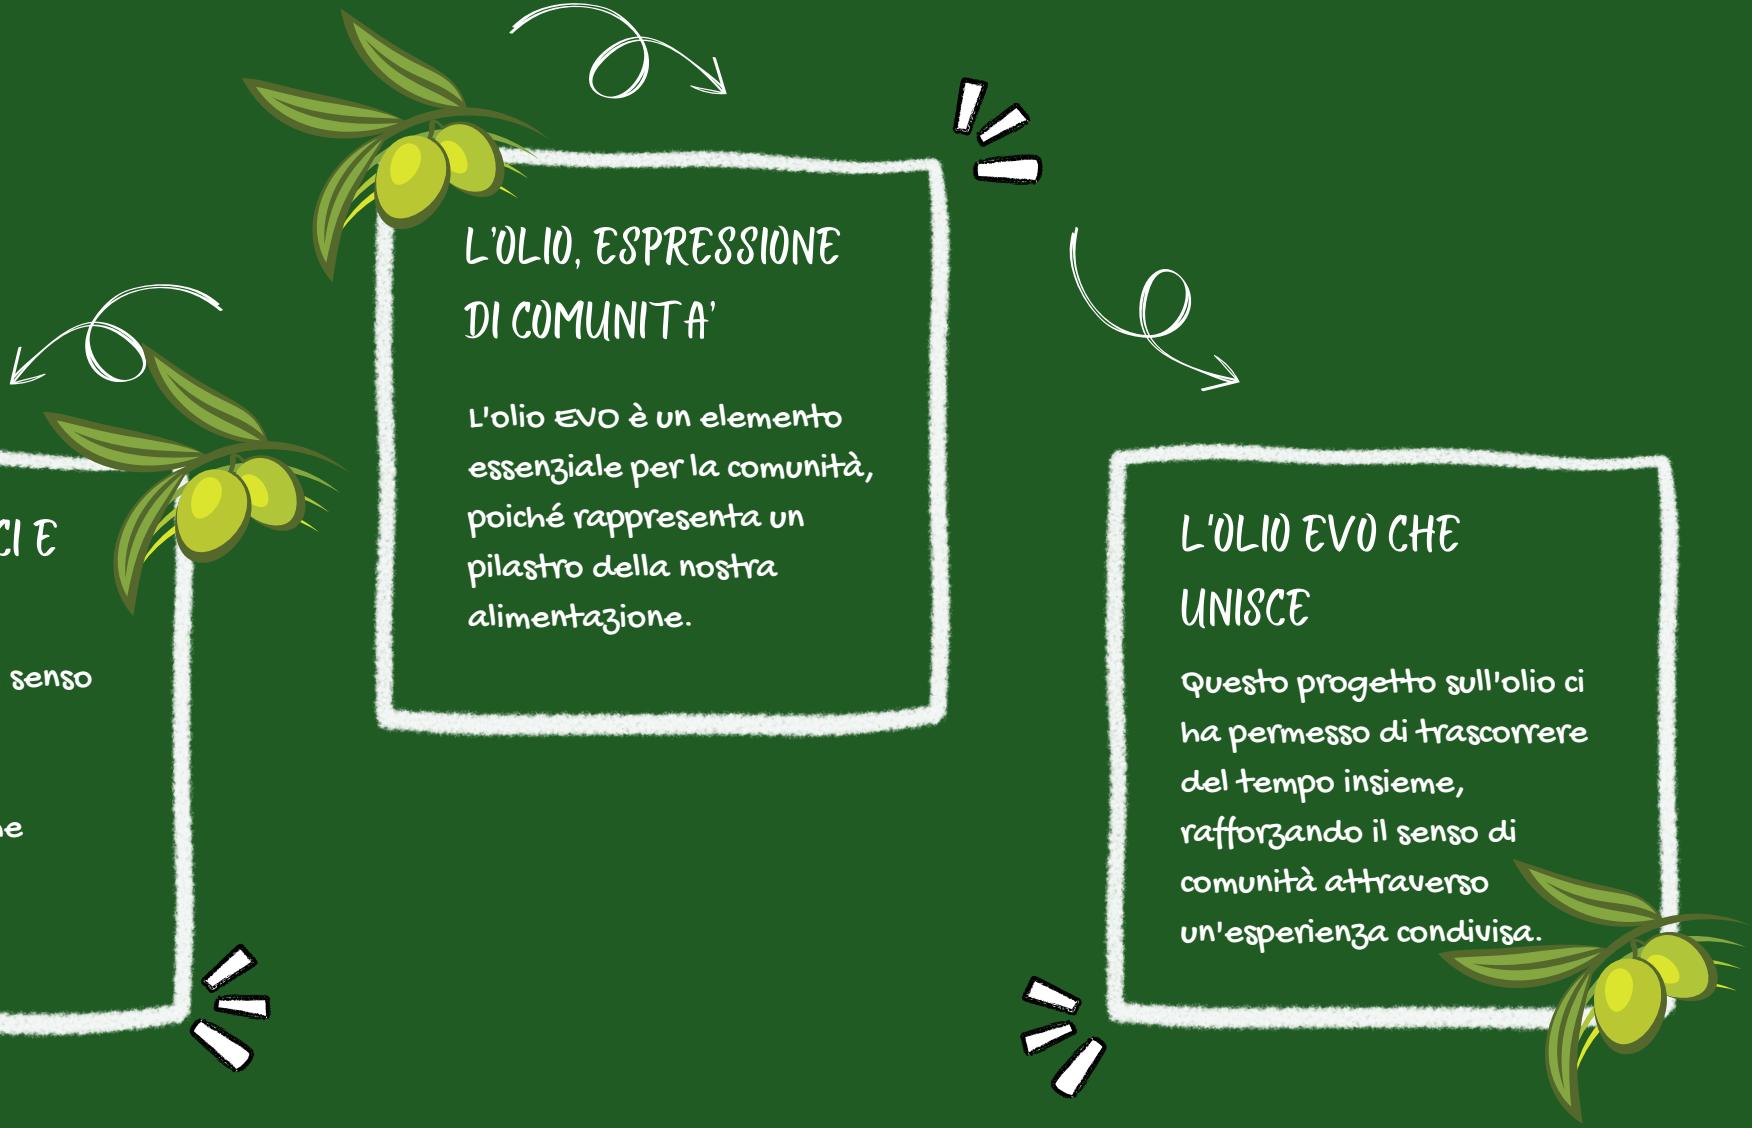 CI E
senso
L'OLIO, ESPRESSIONE
DI COMUNITA'
L'olio EVO è un elemento
essenziale per la comunità,
poiché rappresenta un
pilastro della nostra
alimentazione.
L'OLIO EVO CHE
UNISCE
Questo progetto sull'olio ci
ha permesso di trascorrere
del tempo insieme,
rafforzando il senso di
comunità attraverso
un'esperienza condivisa.